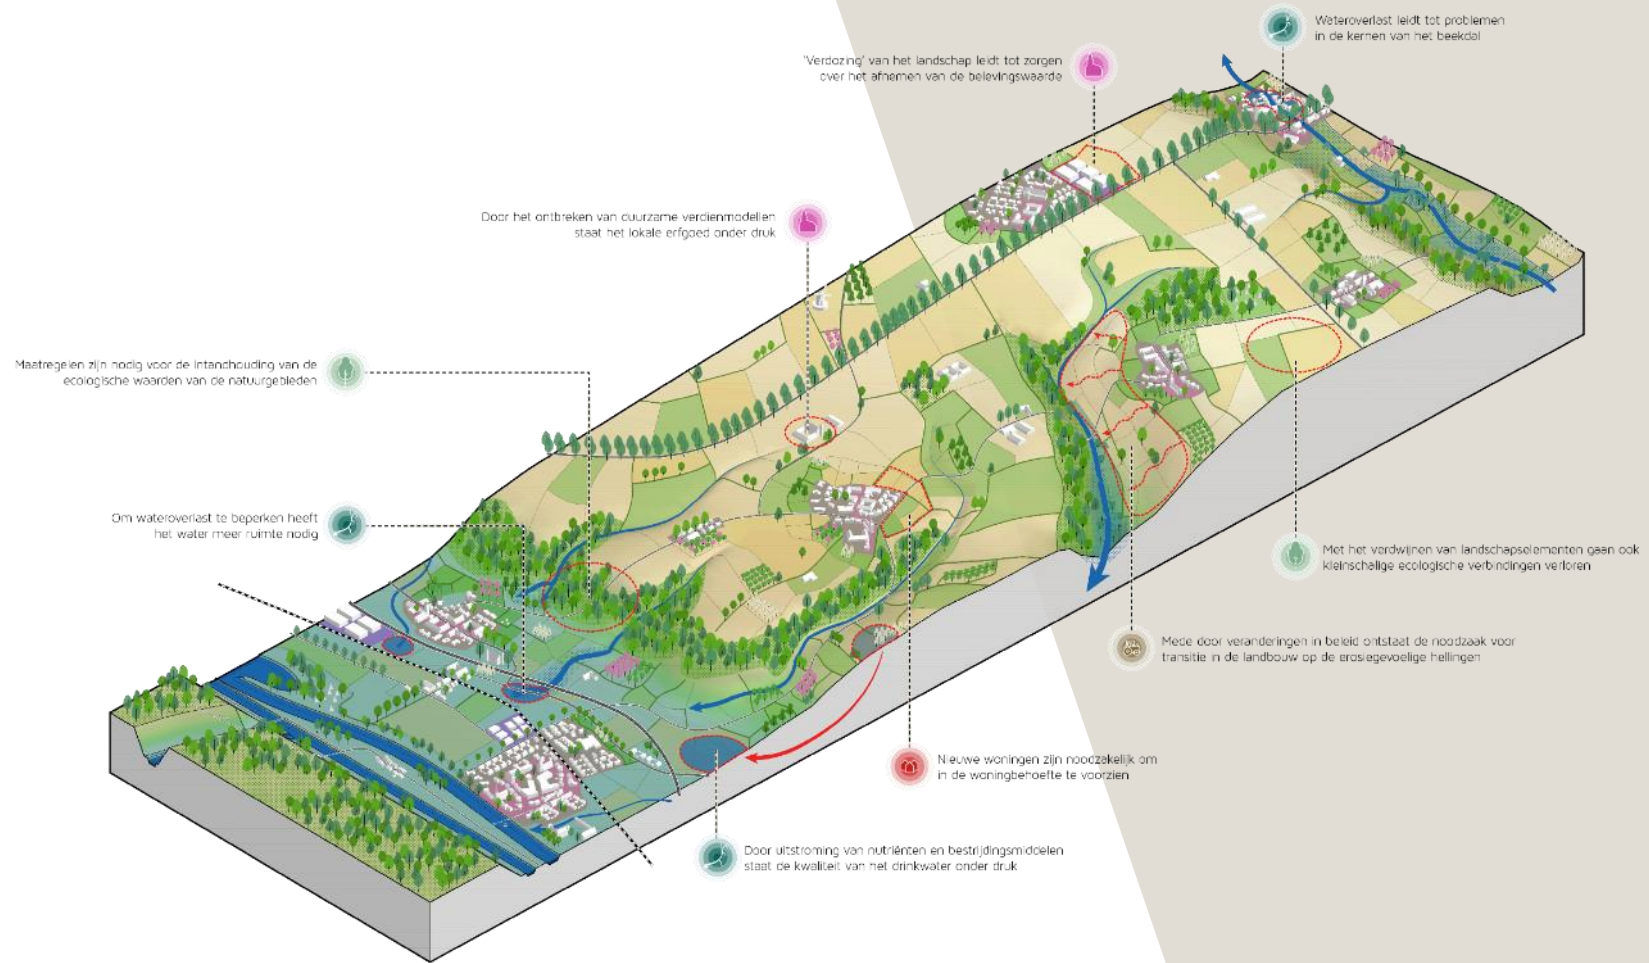 Wateroverlast leidt tot problemen
in de kernen van het beekdal
'Verdozing' van het landschap leidt tot zorgen
over het afnemen van de belevingswaarde
Door het ontbreken van duurzame verdienmodellen
staat het lokale erfgoed onder druk
Maatregelen zijn nodig voor de intandhouding van de
ecologische waarden van de natuurgebieden
Om wateroverlast te beperken heeft
het water meer ruimte nodig
Met het verdwijnen van landschapselementen gaan ook
kleinschalige ecologische verbindingen verloren
Mede door veranderingen in beleid ontstaat de noodzaak voor
transitie in de landbouw op de erosiegevoelige hellingen
Nieuwe woningen zijn noodzakelijk om
in de woningbehoefte te voorzien
Door uitstroming van nutriënten en bestrijdingsmiddelen
staat de kwaliteit van het drinkwater onder druk